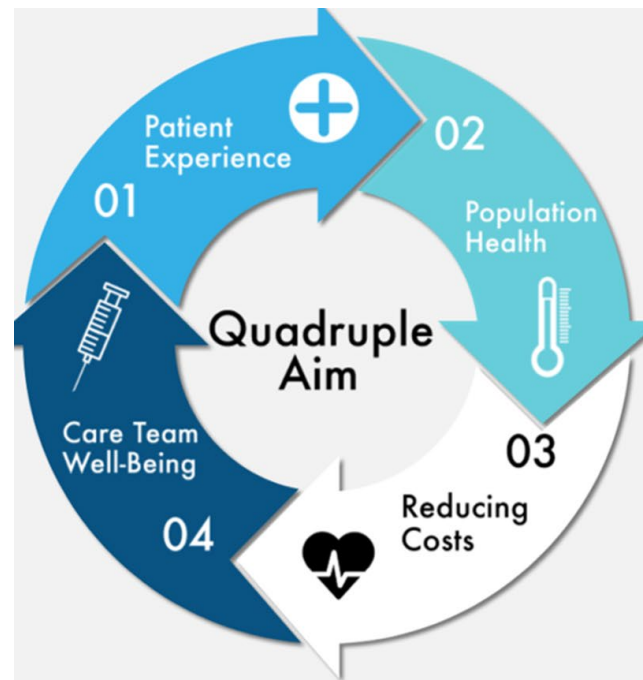 01
Patient
Experience
02
Population
Health
Quadruple
Aim
03
Reducing
Costs
04
Care Team
Well-Being